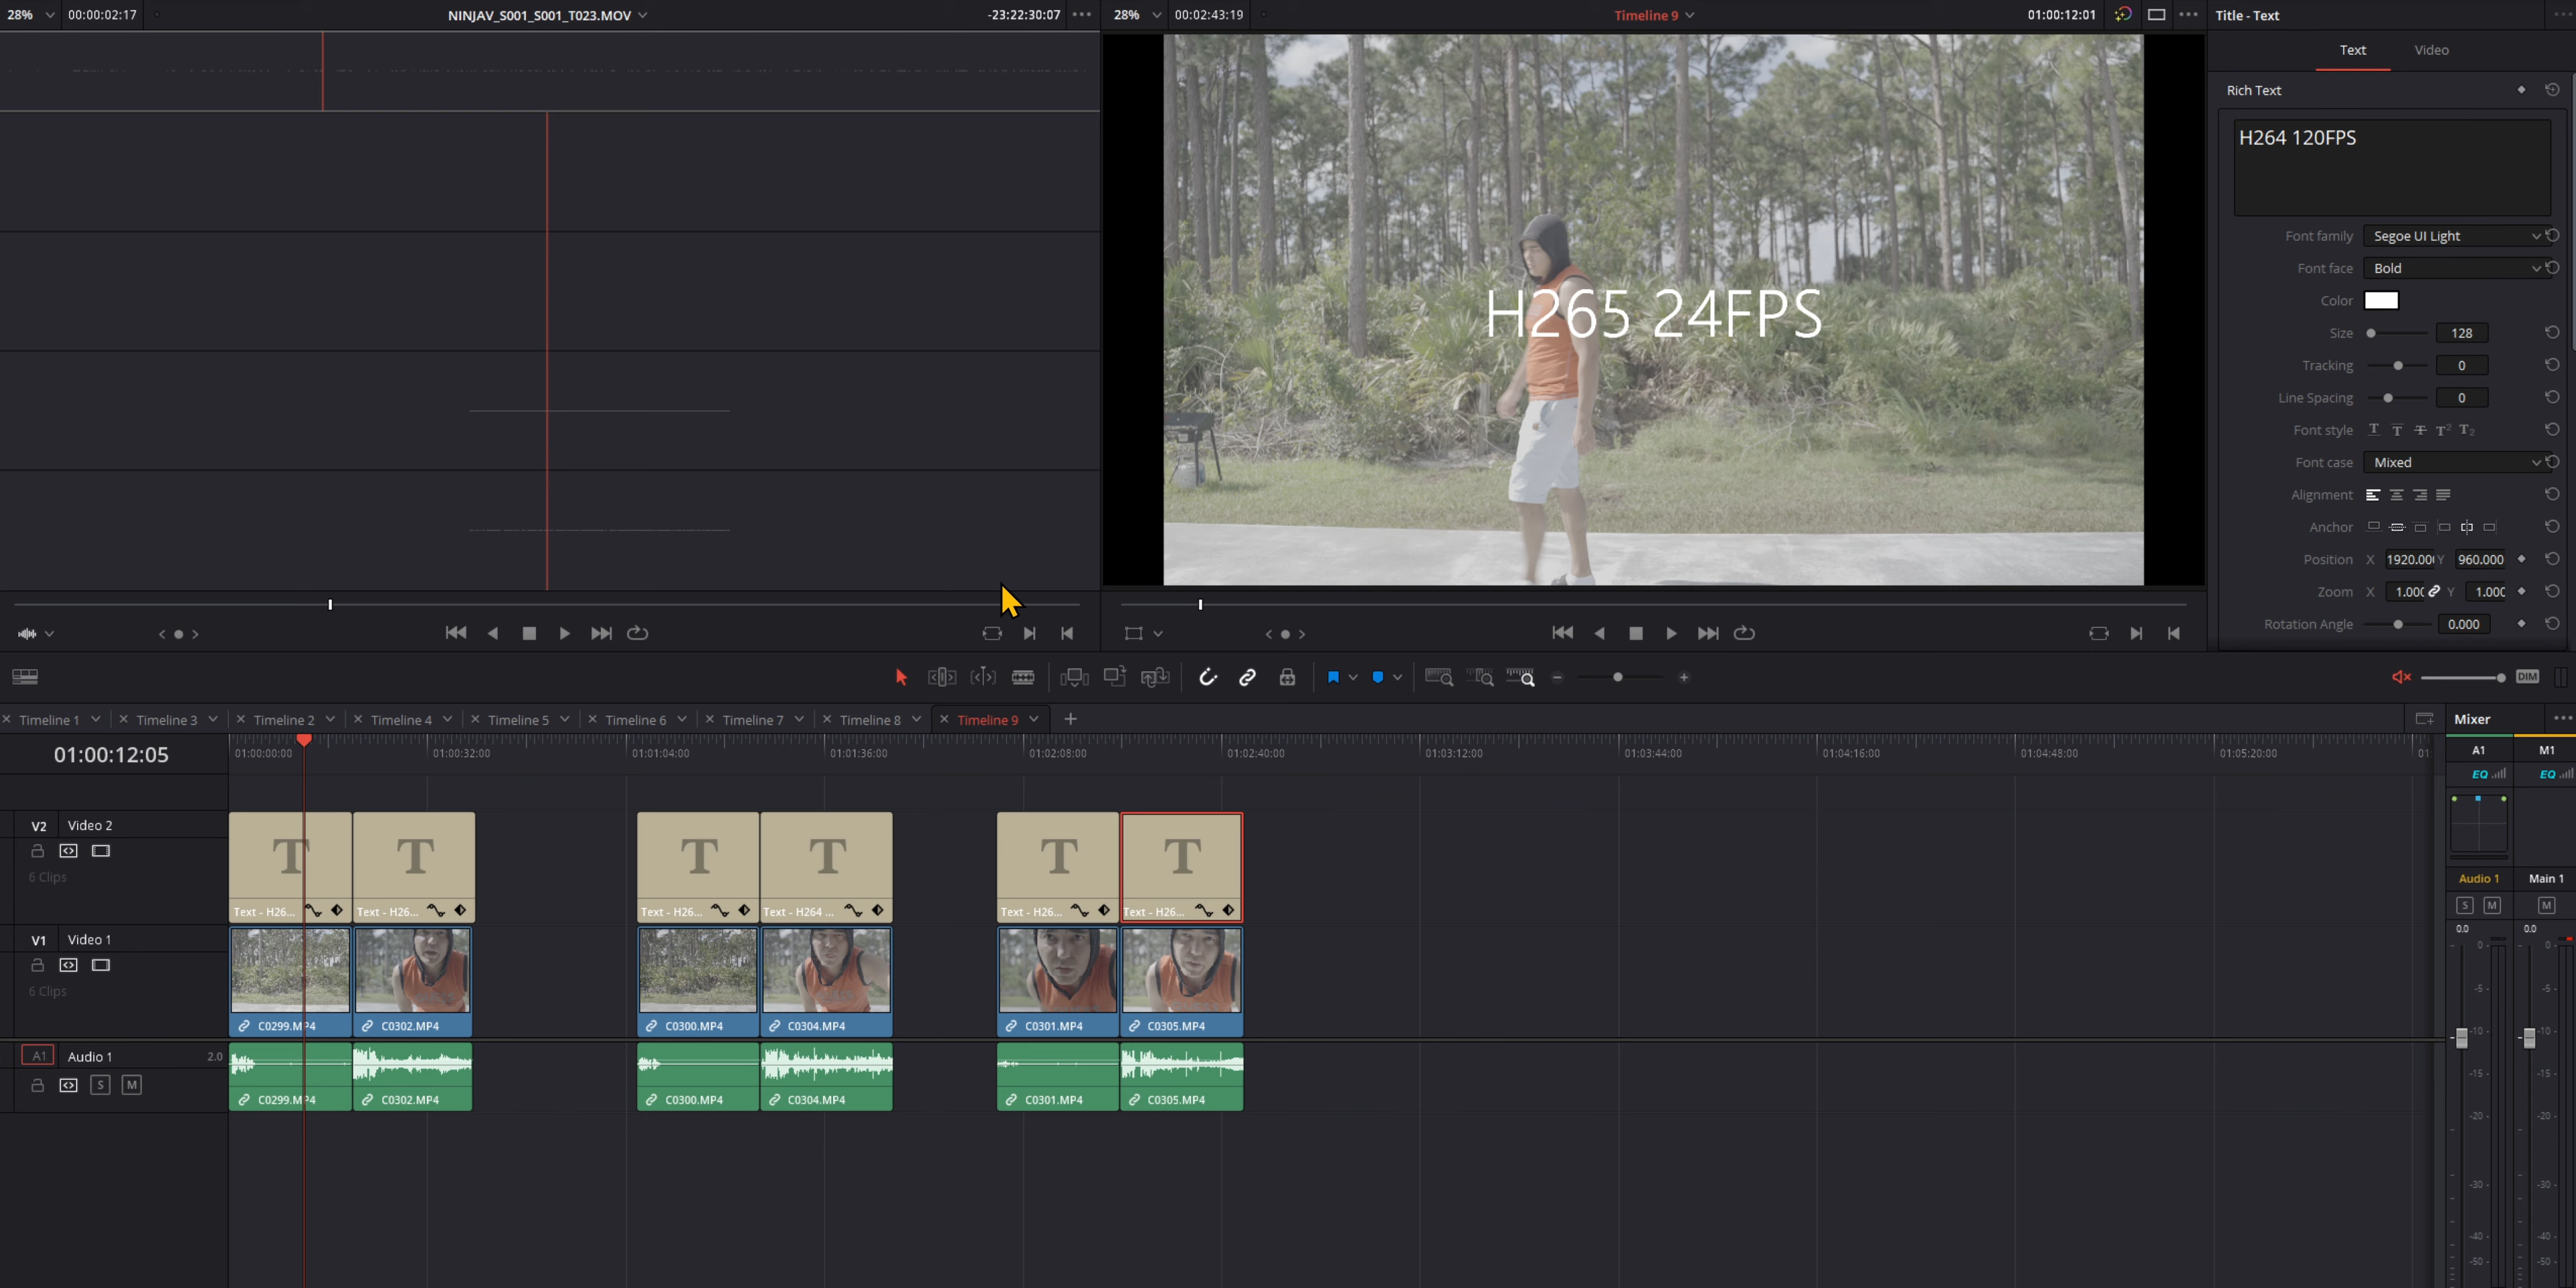 28% 00:00:02:17 NINJAV_S001_S001_T023.MOV -23:22:30:07
28% 00:02:43:19 Timeline 9 01:00:12:01
Title - Text
Text Video
Rich Text
H264 120FPS
H265 24FPS
Font family Segoe UI Light
Font face Bold
Color
Size 128
Tracking 0
Line Spacing 0
Font style T T T T2 T2
Font case Mixed
Alignment
Anchor
Position X 1920.00 Y 960.000
Zoom X 1.000 Y 1.000
Rotation Angle 0.000
DIM
Timeline 1 Timeline 3 Timeline 2 Timeline 4 Timeline 5 Timeline 6 Timeline 7 Timeline 8 Timeline 9
Mixer
01:00:12:05
01:00:00:00 01:00:32:00 01:01:04:00 01:01:36:00 01:02:08:00 01:02:40:00 01:03:12:00 01:03:44:00 01:04:16:00 01:04:48:00 01:05:20:00 01:
A1 M1
EQ EQ
V2 Video 2
6 Clips
T T T T T T
Text - H26... Text - H26... Text - H26... Text - H264 ... Text - H26... Text - H26...
V1 Video 1
6 Clips
C0299.MP4 C0302.MP4 C0300.MP4 C0304.MP4 C0301.MP4 C0305.MP4
A1 Audio 1 2.0
S M
C0299.MP4 C0302.MP4 C0300.MP4 C0304.MP4 C0301.MP4 C0305.MP4
Audio 1 Main 1
S M M
0.0 0.0
0 0
-5 -5
-10 -10
-15 -15
-20 -20
-30 -30
-40 -40
-50 -50